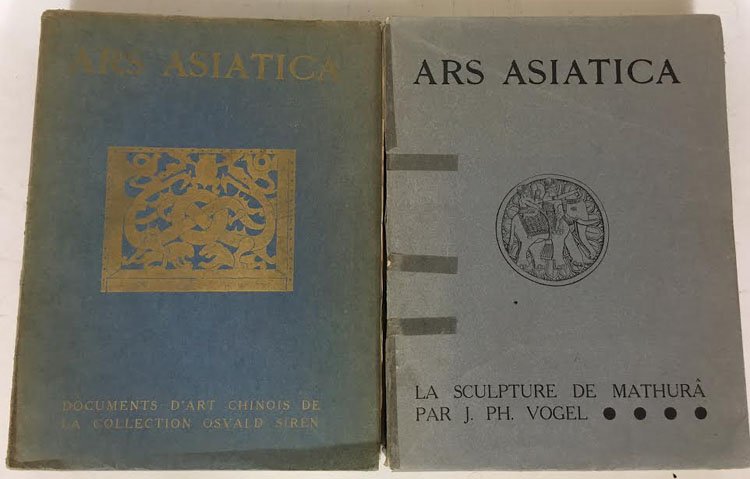 ARS ASIATICA
DOCUMENTS D'ART CHINOIS DE
LA COLLECTION OSVALD SIRÉN
ARS ASIATICA
LA SCULPTURE DE MATHURÂ
PAR J. PH. VOGEL ● ● ● ●